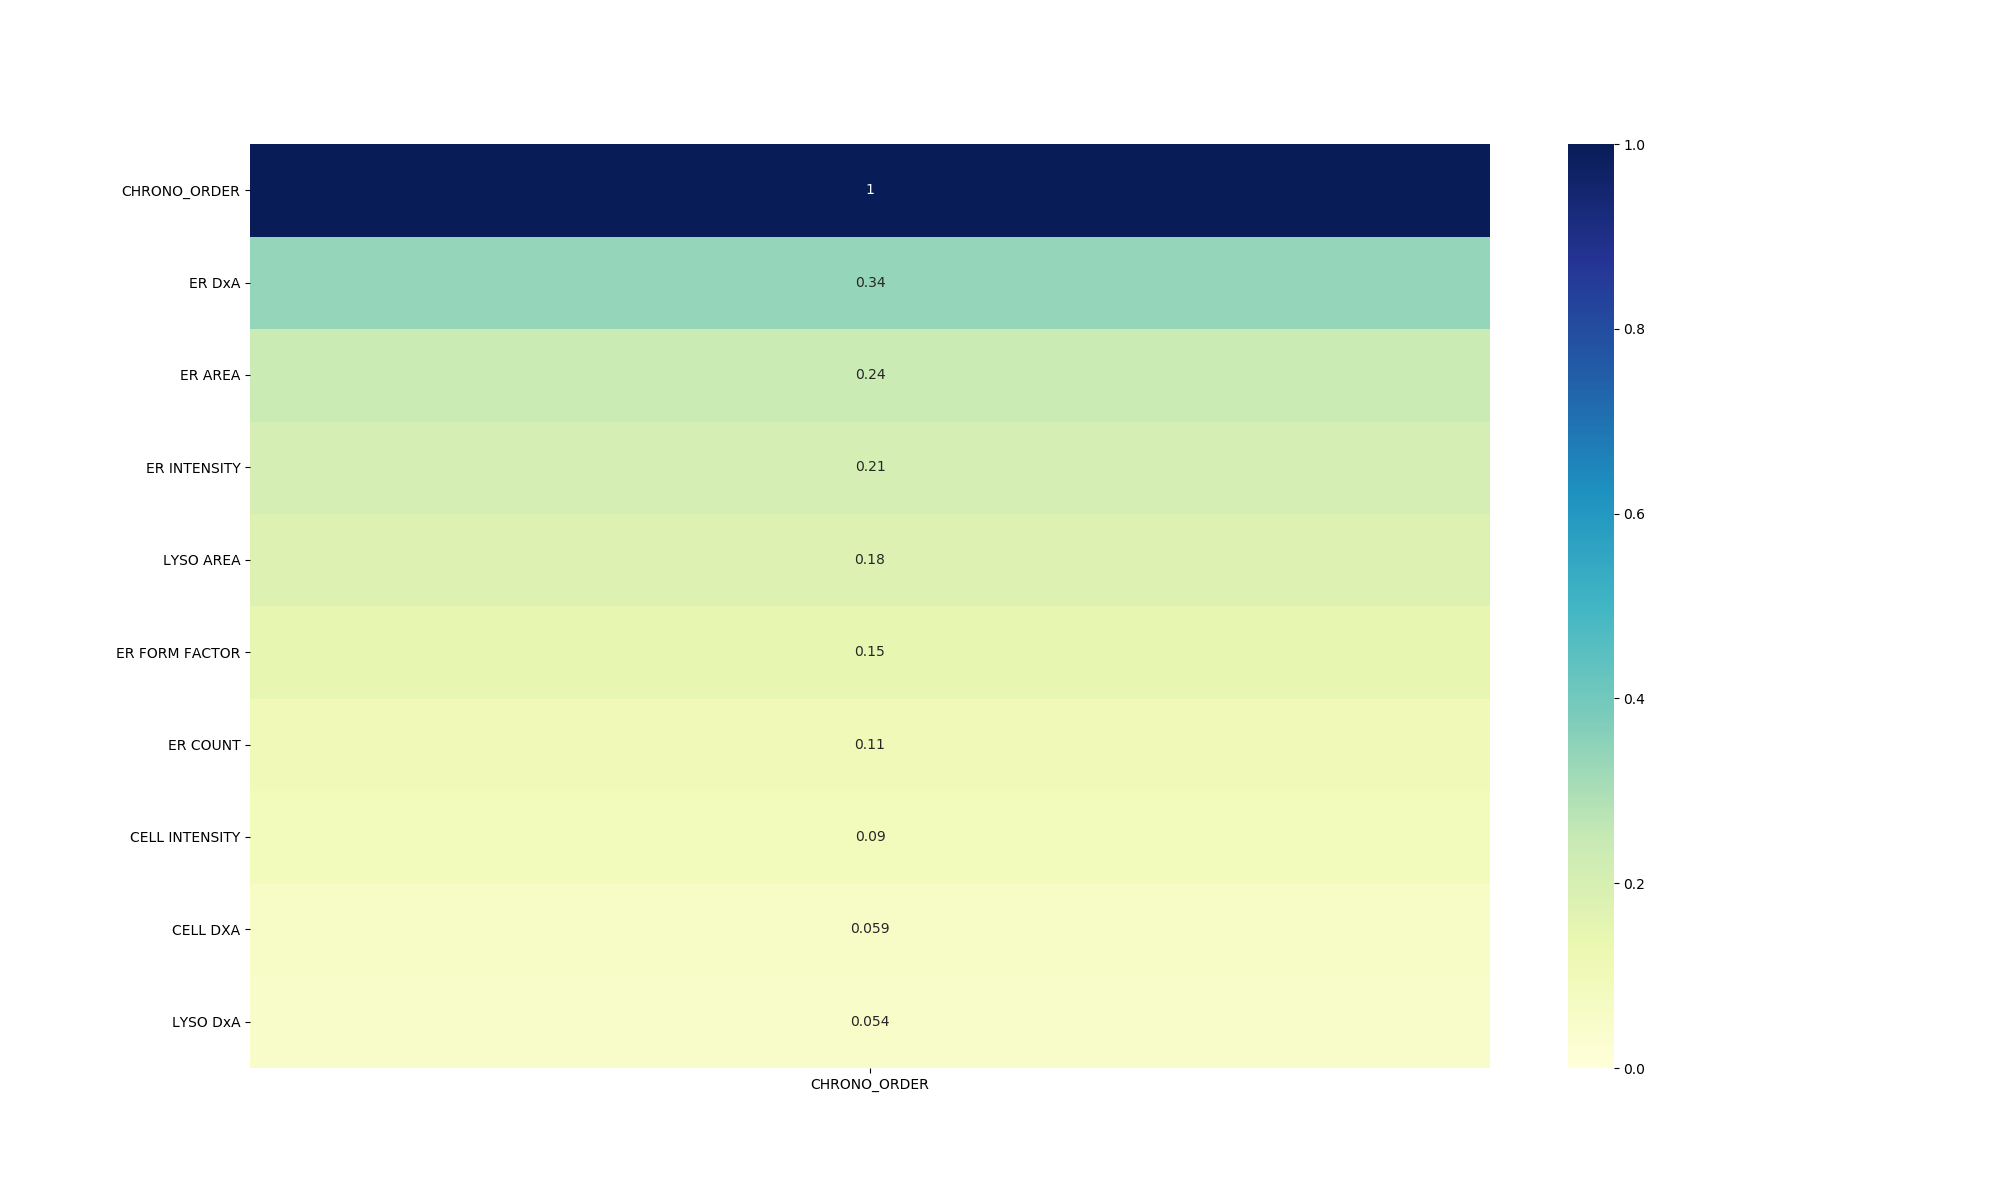 CHRONO_ORDER 1
ER DxA 0.34
ER AREA 0.24
ER INTENSITY 0.21
LYSO AREA 0.18
ER FORM FACTOR 0.15
ER COUNT 0.11
CELL INTENSITY 0.09
CELL DXA 0.059
LYSO DxA 0.054
CHRONO_ORDER
1.0
0.8
0.6
0.4
0.2
0.0